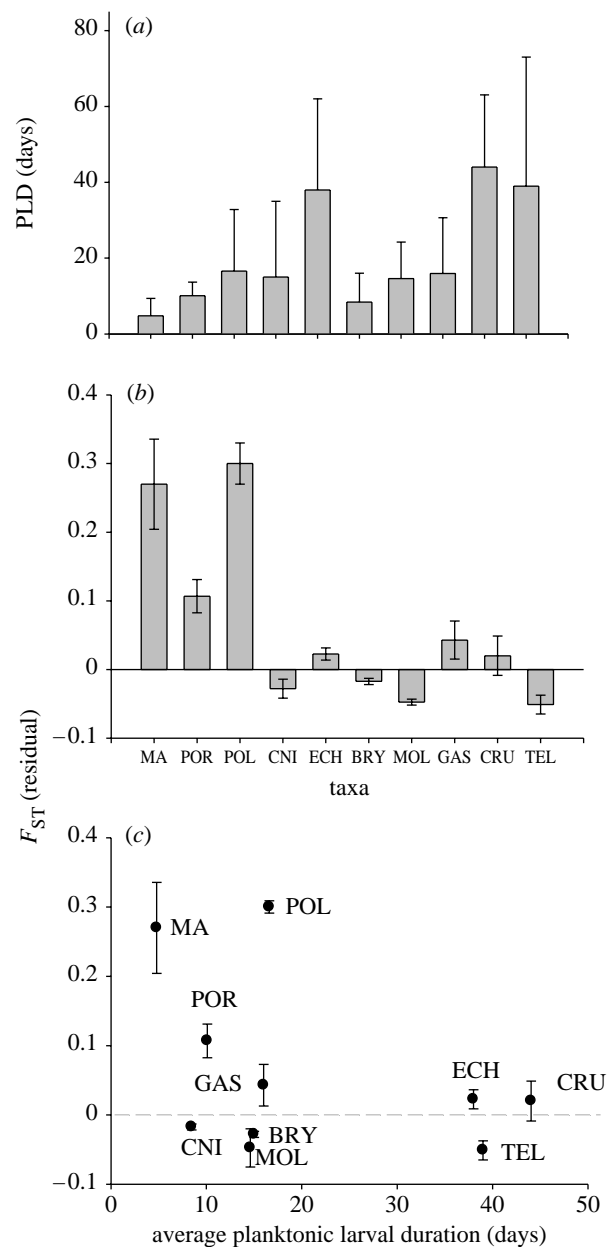 (a)
80
60
40
20
0
PLD (days)
(b)
0.4
0.3
0.2
0.1
0
−0.1
MA POR POL CNI ECH BRY MOL GAS CRU TEL
taxa
F_ST (residual)
(c)
0.4
0.3
0.2
0.1
0
−0.1
POL
MA
POR
GAS
ECH
CRU
CNI
BRY
MOL
TEL
0 10 20 30 40 50
average planktonic larval duration (days)